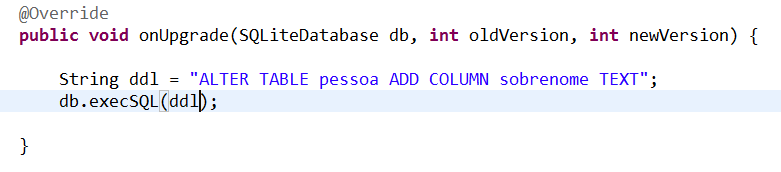 @Override
public void onUpgrade(SQLiteDatabase db, int oldVersion, int newVersion) {
String ddl = "ALTER TABLE pessoa ADD COLUMN sobrenome TEXT";
db.execSQL(ddl);
}